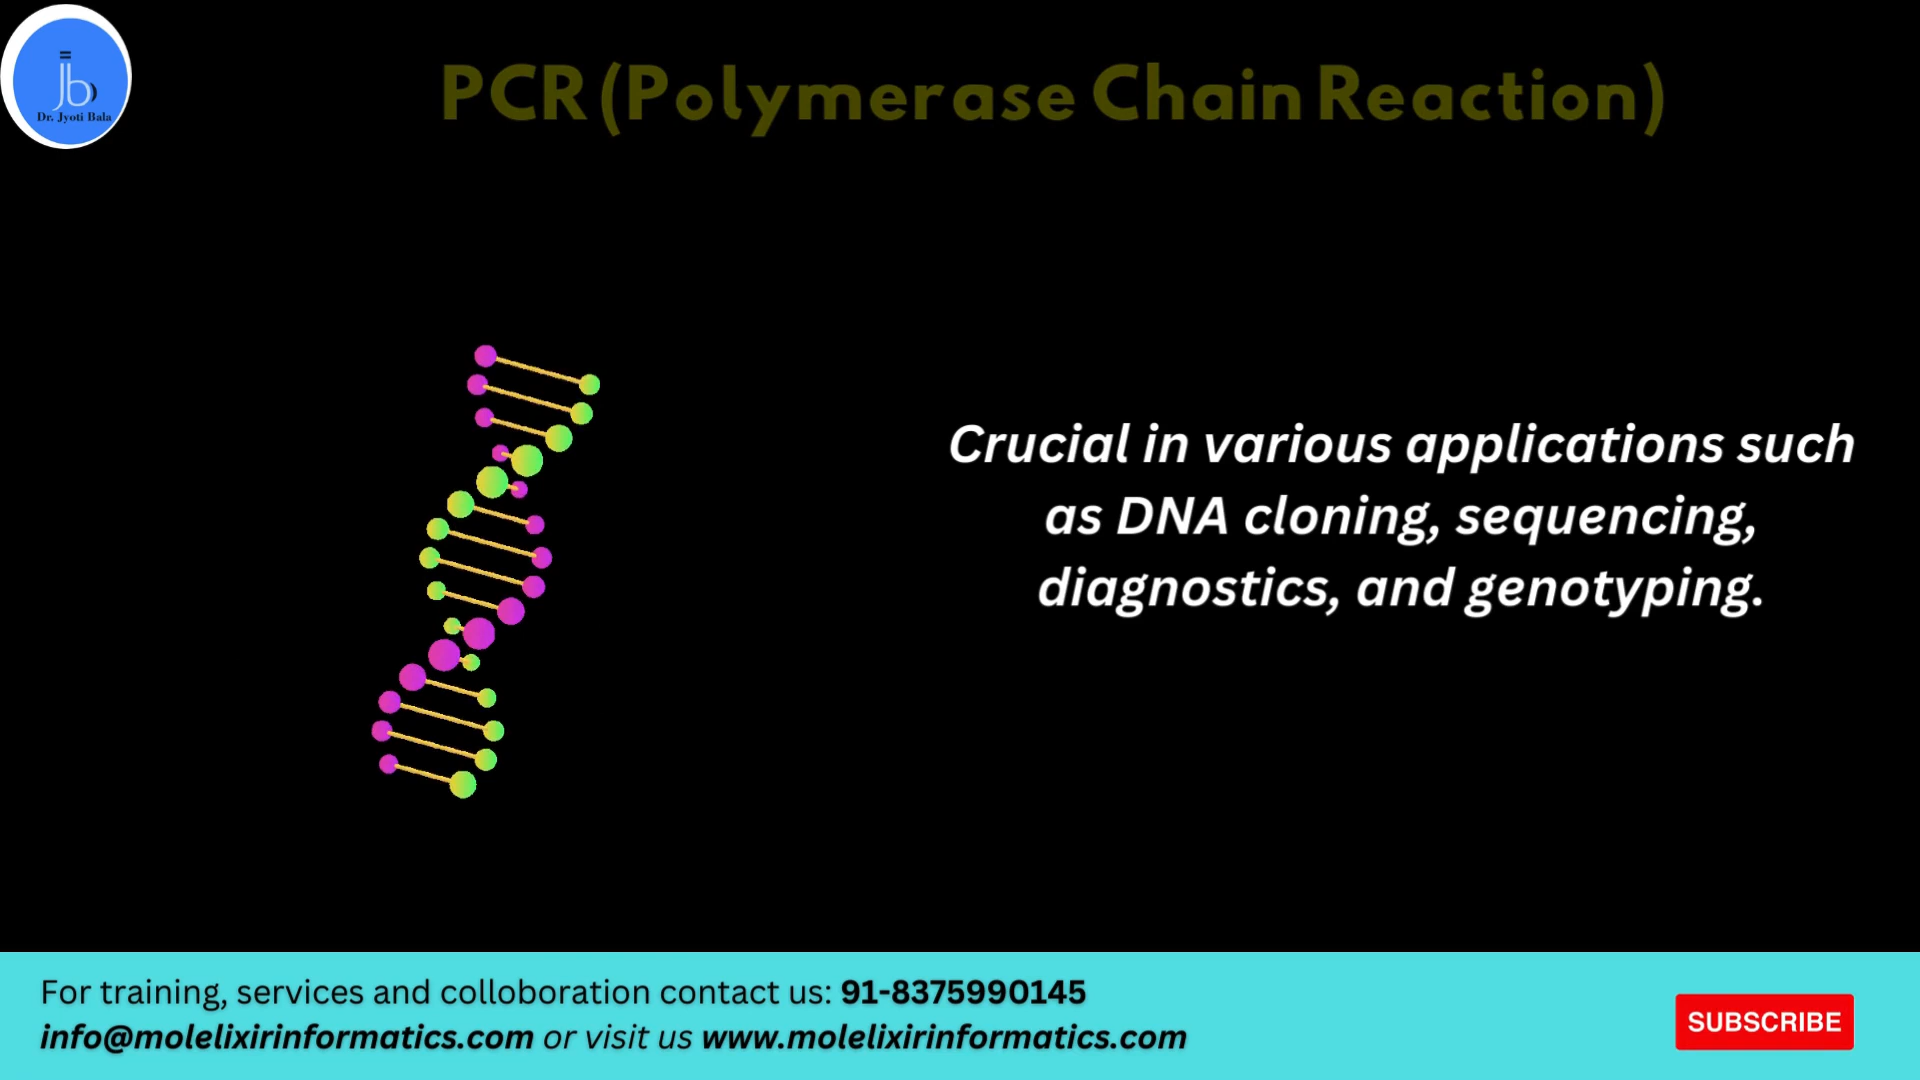 Dr. Jyoti Bala
PCR (Polymerase Chain Reaction)
Crucial in various applications such
as DNA cloning, sequencing,
diagnostics, and genotyping.
For training, services and colloboration contact us: 91-8375990145
info@molelixirinformatics.com or visit us www.molelixirinformatics.com
SUBSCRIBE